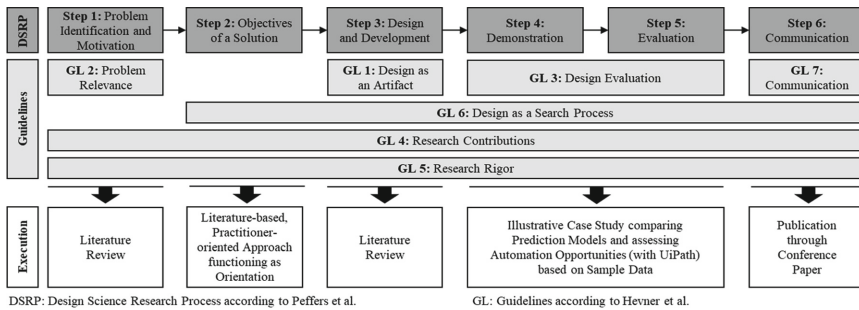 DSRP
Step 1: Problem
Identification and
Motivation
Step 2: Objectives
of a Solution
Step 3: Design
and Development
Step 4:
Demonstration
Step 5:
Evaluation
Step 6:
Communication
Guidelines
GL 2: Problem
Relevance
GL 1: Design as
an Artifact
GL 3: Design Evaluation
GL 7:
Communication
GL 6: Design as a Search Process
GL 4: Research Contributions
GL 5: Research Rigor
Execution
Literature
Review
Literature-based,
Practitioner-
oriented Approach
functioning as
Orientation
Literature
Review
Illustrative Case Study comparing
Prediction Models and assessing
Automation Opportunities (with UiPath)
based on Sample Data
Publication
through
Conference
Paper
DSRP: Design Science Research Process according to Peffers et al.
GL: Guidelines according to Hevner et al.